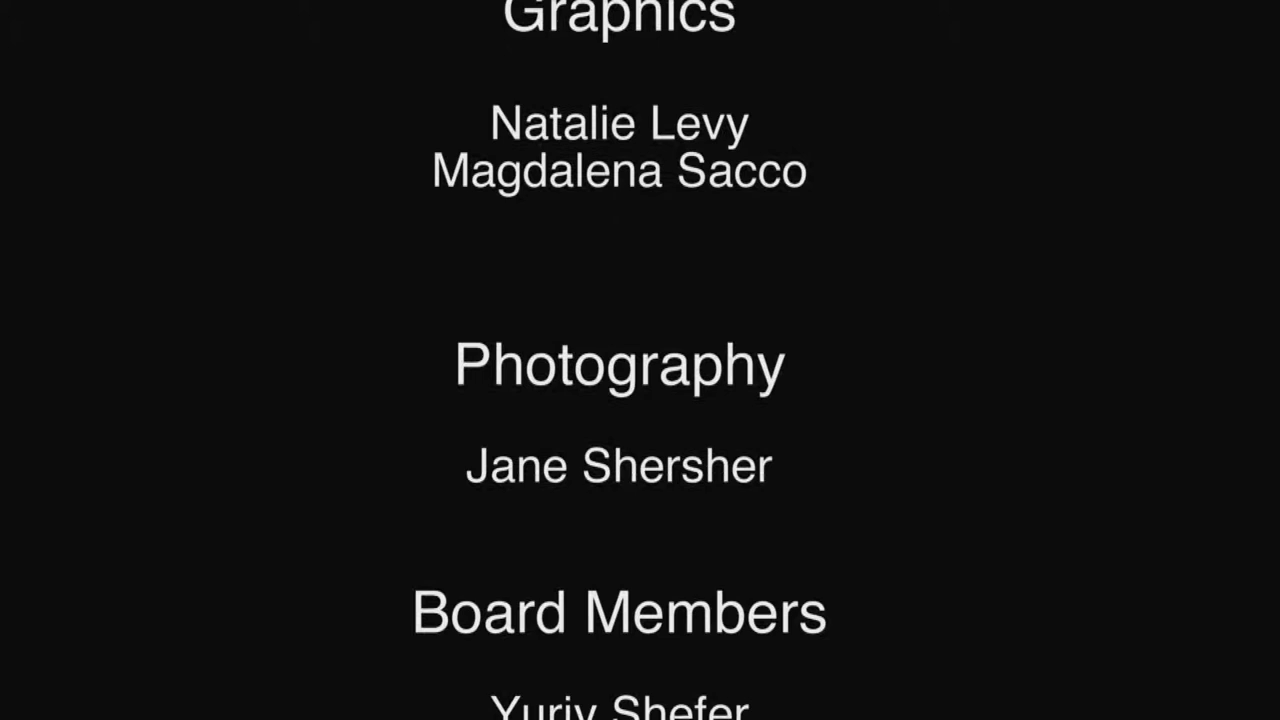 Graphics
Natalie Levy
Magdalena Sacco
Photography
Jane Shersher
Board Members
Yuriy Shefer